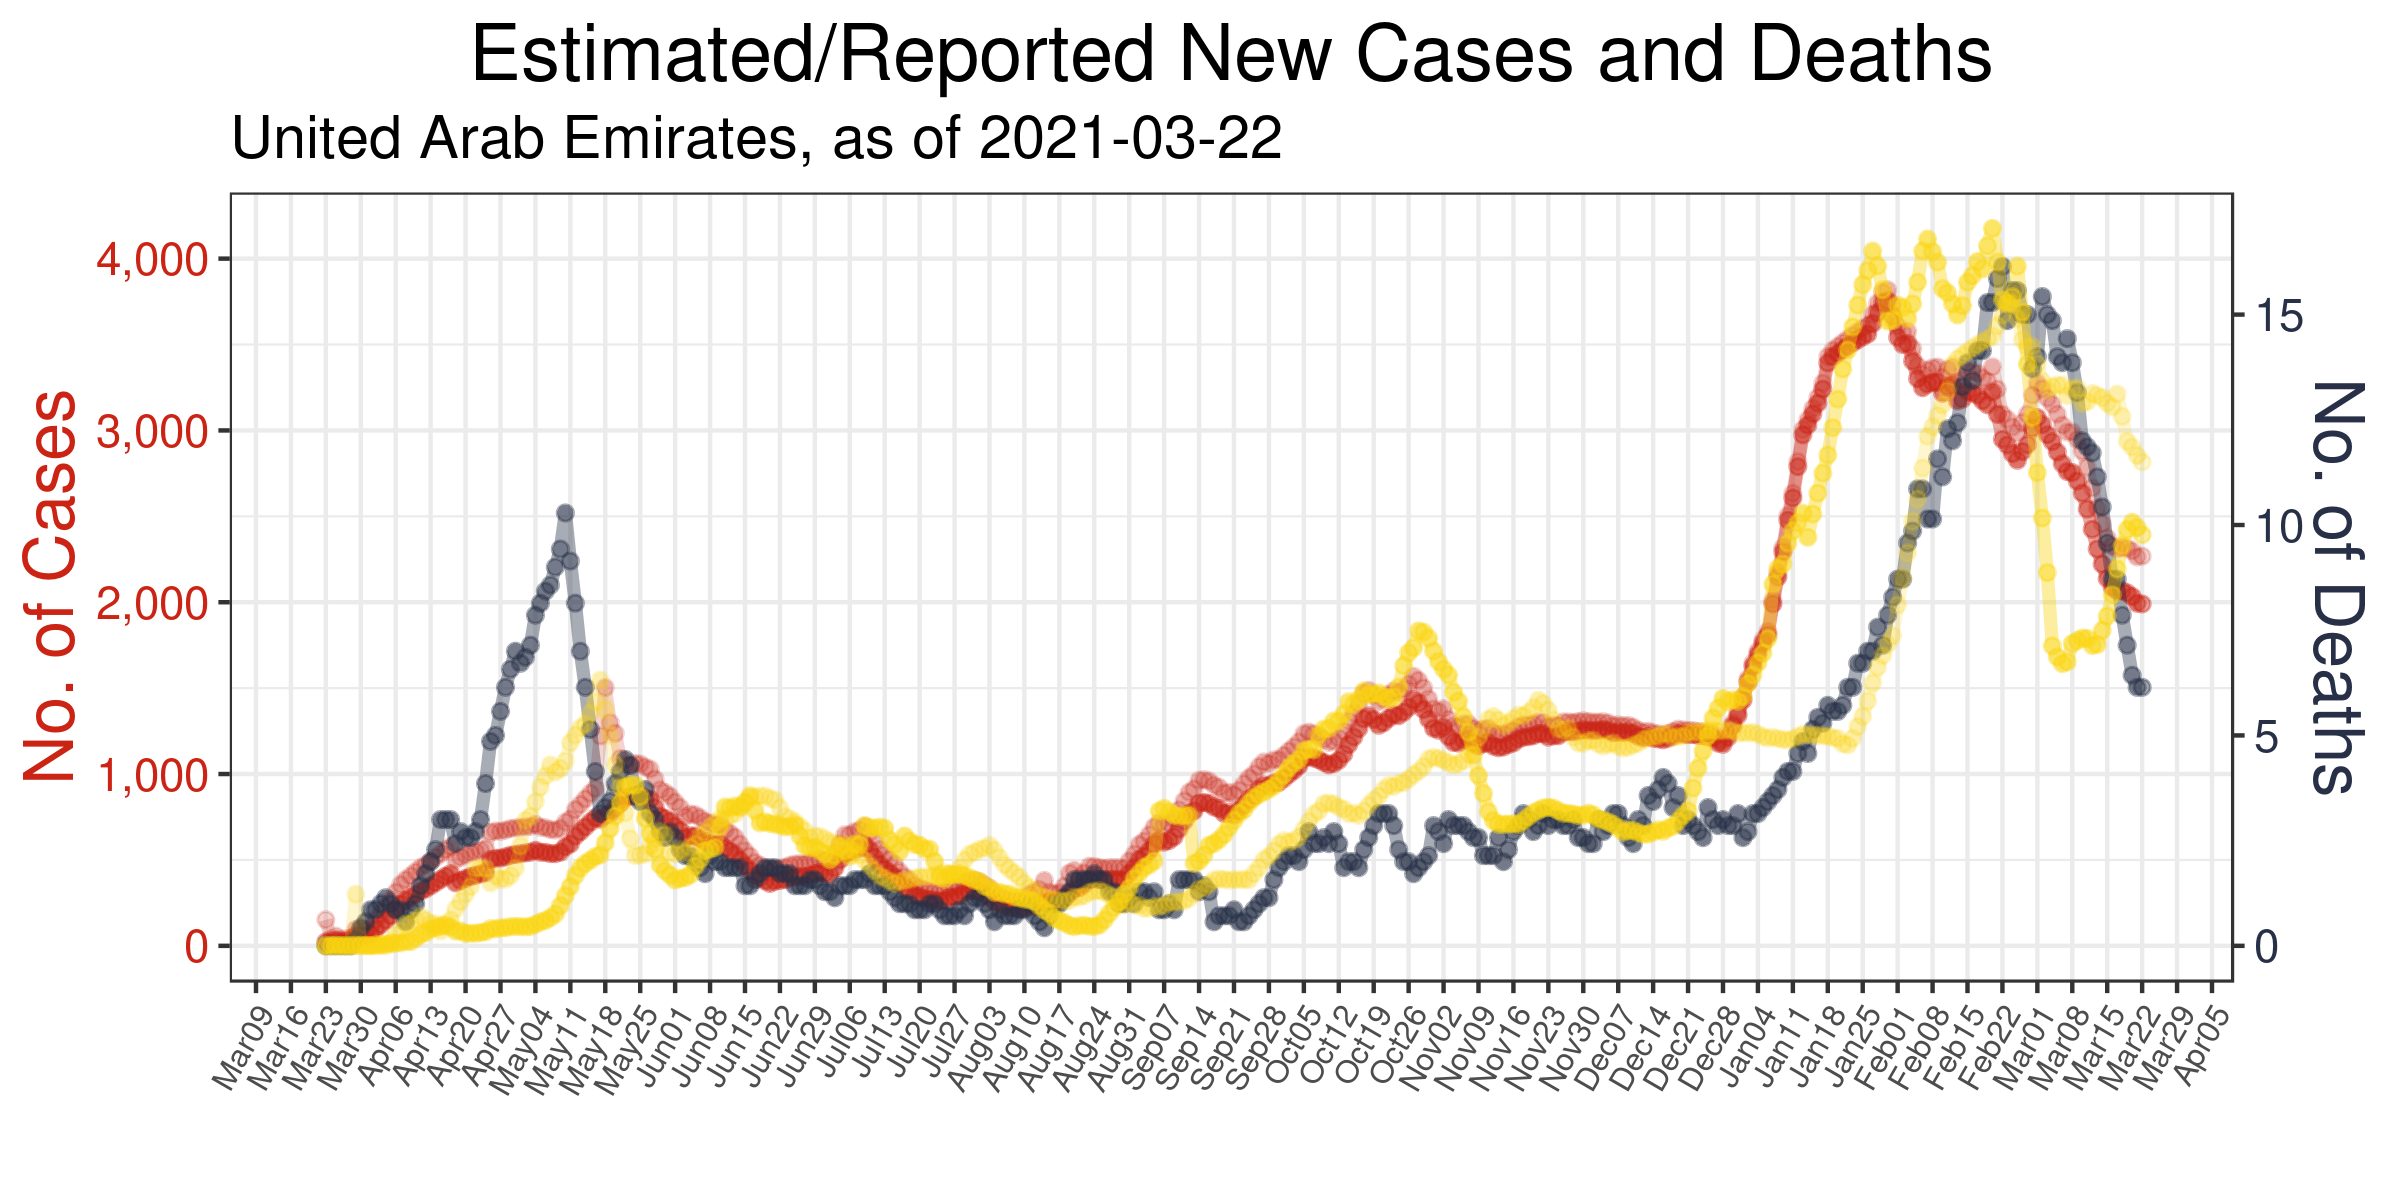 Estimated/Reported New Cases and Deaths
United Arab Emirates, as of 2021-03-22
No. of Cases
4,000
3,000
2,000
1,000
0
15
10
5
0
No. of Deaths
Mar09
Mar16
Mar23
Mar30
Apr06
Apr13
Apr20
Apr27
May04
May11
May18
May25
Jun01
Jun08
Jun15
Jun22
Jun29
Jul06
Jul13
Jul20
Jul27
Aug03
Aug10
Aug17
Aug24
Aug31
Sep07
Sep14
Sep21
Sep28
Oct05
Oct12
Oct19
Oct26
Nov02
Nov09
Nov16
Nov23
Nov30
Dec07
Dec14
Dec21
Dec28
Dec28
Jan04
Jan11
Jan18
Jan25
Feb01
Feb08
Feb15
Feb22
Mar01
Mar08
Mar15
Mar22
Mar29
Apr05